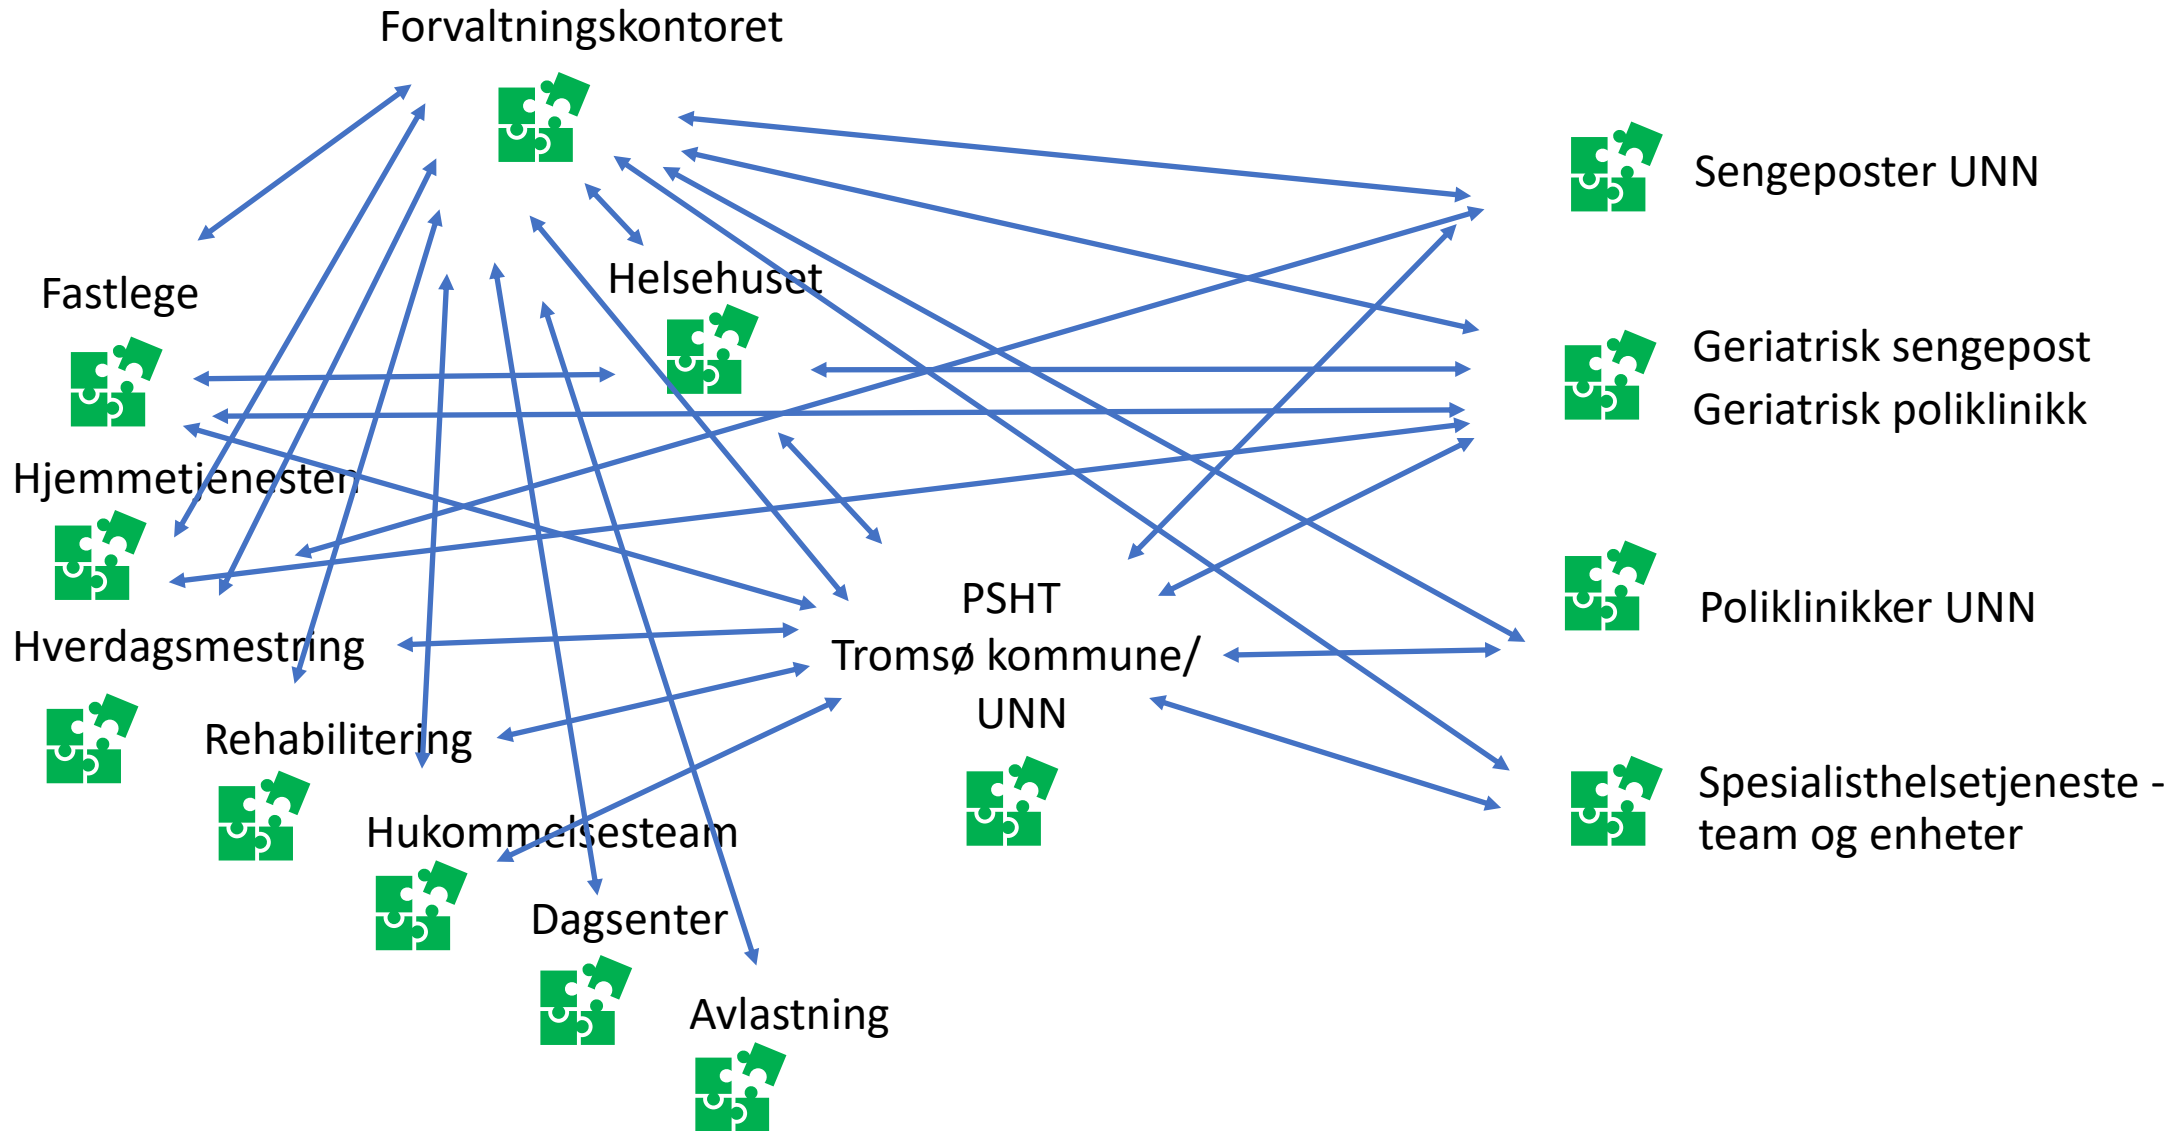 Forvaltningskontoret
Sengeposter UNN
Helsehuset
Fastlege
Geriatrisk sengepost
Geriatrisk poliklinikk
Hjemmetjenesten
PSHT
Tromsø kommune/
UNN
Poliklinikker UNN
Hverdagsmestring
Rehabilitering
Spesialisthelsetjeneste -
team og enheter
Hukommelsesteam
Dagsenter
Avlastning